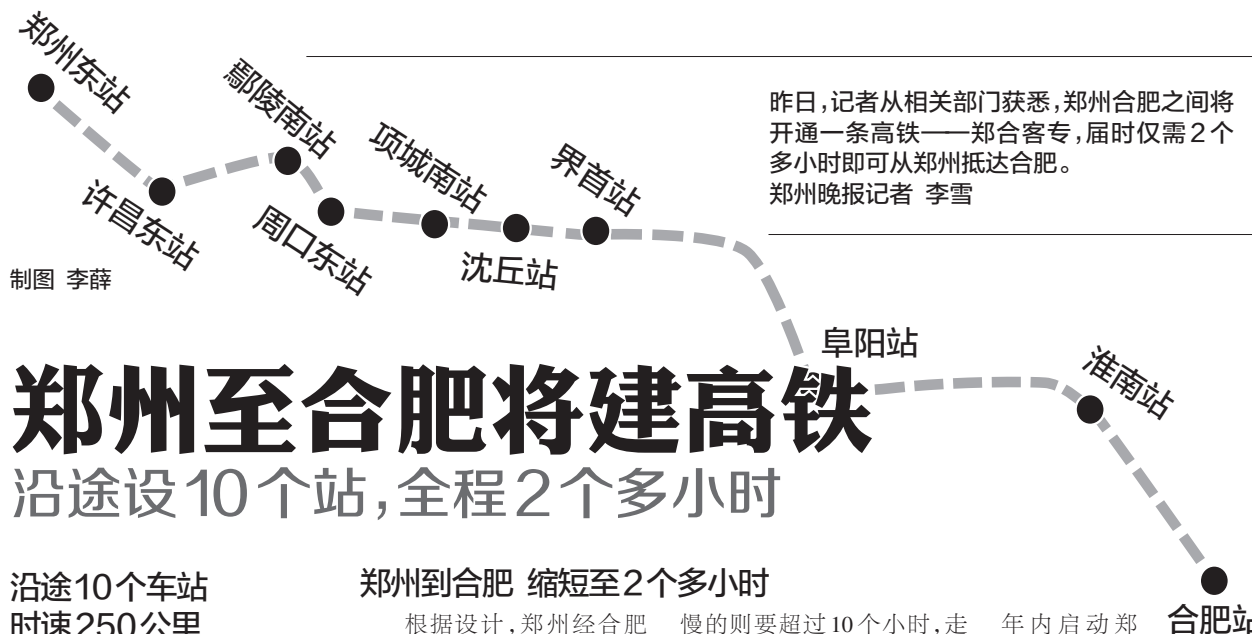 郑州东站
许昌东站
鄢陵南站
周口东站
项城南站
沈丘站
界首站
阜阳站
淮南站
合肥站
昨日，记者从相关部门获悉，郑州合肥之间将
开通一条高铁——郑合客专，届时仅需2个
多小时即可从郑州抵达合肥。
郑州晚报记者 李雪
制图 李薛
郑州至合肥将建高铁
沿途设10个站，全程2个多小时
沿途10个车站
时速250公里
郑州到合肥 缩短至2个多小时
根据设计，郑州经合肥
慢的则要超过10个小时，走
年内启动郑